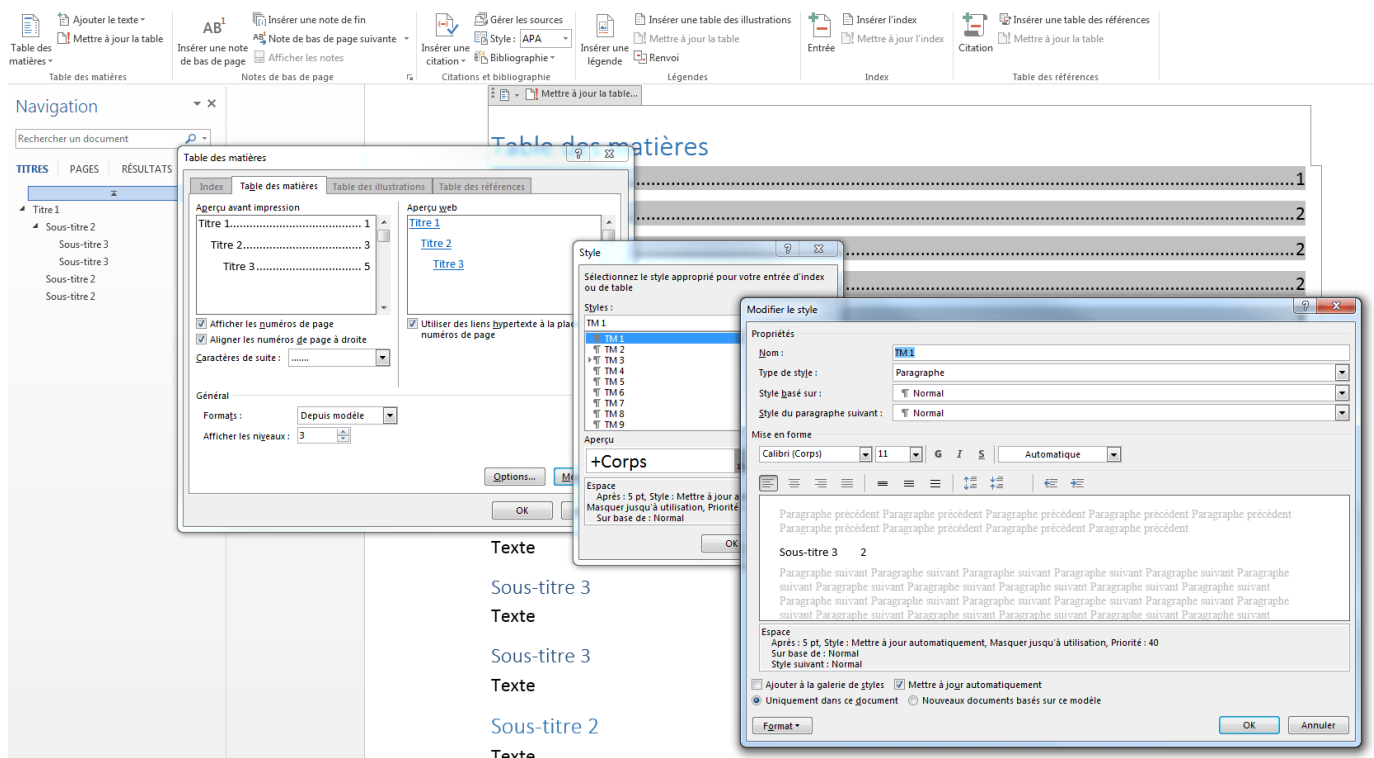 Ajouter le texte
Mettre à jour la table
Table des
matières
Table des matières
AB1
Insérer une note
de bas de page
Insérer une note de fin
AB1 Note de bas de page suivante
Afficher les notes
Notes de bas de page
Insérer une
citation
Gérer les sources
Style : APA
Bibliographie
Citations et bibliographie
Insérer une
légende
Insérer une table des illustrations
Mettre à jour la table
Renvoi
Légendes
Entrée
Insérer l'index
Mettre à jour l'index
Index
Citation
Insérer une table des références
Mettre à jour la table
Table des références
Navigation
Rechercher un document
TITRES PAGES RÉSULTATS
Titre 1
Sous-titre 2
Sous-titre 3
Sous-titre 3
Sous-titre 2
Sous-titre 2
Mettre à jour la table...
Table des matières
1
2
2
2
Texte
Sous-titre 3
Texte
Sous-titre 3
Texte
Sous-titre 2
Texte
Table des matières
Index Table des matières Table des illustrations Table des références
Aperçu avant impression
Titre 1 1
Titre 2 3
Titre 3 5
Aperçu web
Titre 1
Titre 2
Titre 3
Afficher les numéros de page
Aligner les numéros de page à droite
Caractères de suite : .......
Utiliser des liens hypertexte à la plac
numéros de page
Général
Formats : Depuis modèle
Afficher les niveaux : 3
Options...
OK
Style
Sélectionnez le style approprié pour votre entrée d'index
ou de table
Styles :
TM 1
TM 1
TM 2
TM 3
TM 4
TM 5
TM 6
TM 7
TM 8
TM 9
Aperçu
+Corps
Espace
Après : 5 pt, Style : Mettre à jour a
Masquer jusqu'à utilisation, Priorité
Sur base de : Normal
OK
Modifier le style
Propriétés
Nom : TM 1
Type de style : Paragraphe
Style basé sur : ¶ Normal
Style du paragraphe suivant : ¶ Normal
Mise en forme
Calibri (Corps) 11 G I S Automatique
Paragraphe précédent Paragraphe précédent Paragraphe précédent Paragraphe précédent Paragraphe précédent
Paragraphe précédent Paragraphe précédent Paragraphe précédent Paragraphe précédent
Sous-titre 3 2
Paragraphe suivant Paragraphe suivant Paragraphe suivant Paragraphe suivant Paragraphe suivant Paragraphe
suivant Paragraphe suivant Paragraphe suivant Paragraphe suivant Paragraphe suivant Paragraphe suivant
Paragraphe suivant Paragraphe suivant Paragraphe suivant Paragraphe suivant Paragraphe suivant Paragraphe
suivant Paragraphe suivant Paragraphe suivant Paragraphe suivant Paragraphe suivant Paragraphe suivant
Espace
Après : 5 pt, Style : Mettre à jour automatiquement, Masquer jusqu'à utilisation, Priorité : 40
Sur base de : Normal
Style suivant : Normal
Ajouter à la galerie de styles Mettre à jour automatiquement
Uniquement dans ce document Nouveaux documents basés sur ce modèle
Format OK Annuler